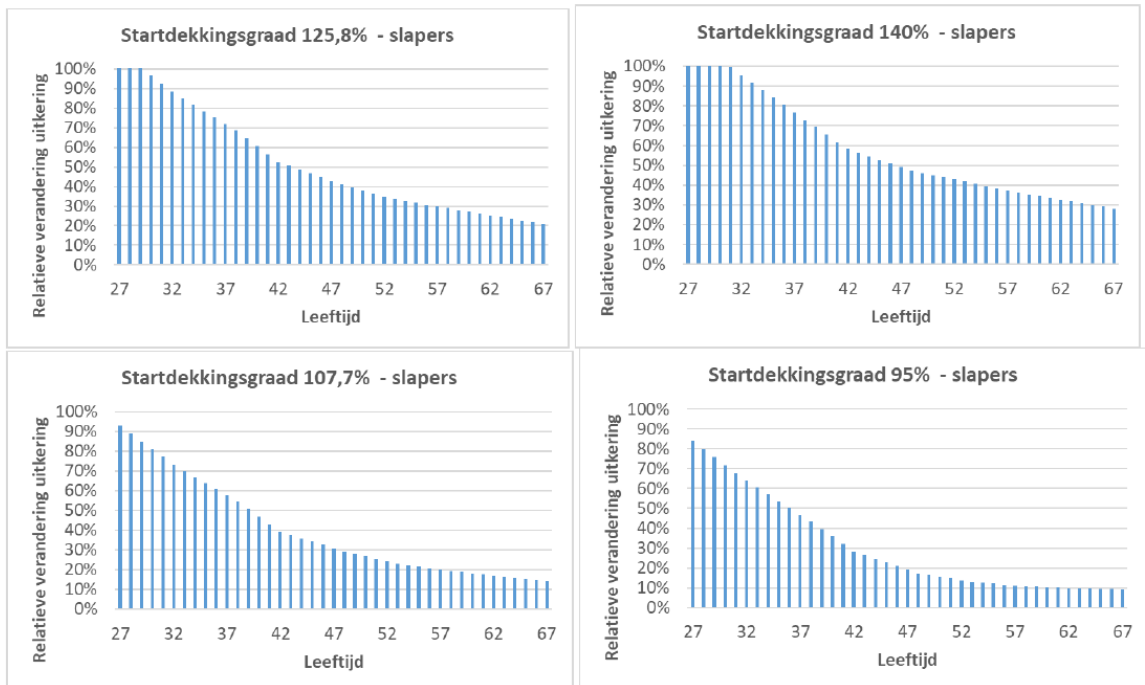 Startdekkingsgraad 125,8% - slapers
Relatieve verandering uitkering
100%
90%
80%
70%
60%
50%
40%
30%
20%
10%
0%
27 32 37 42 47 52 57 62 67
Leeftijd
Startdekkingsgraad 140% - slapers
Relatieve verandering uitkering
100%
90%
80%
70%
60%
50%
40%
30%
20%
10%
0%
27 32 37 42 47 52 57 62 67
Leeftijd
Startdekkingsgraad 107,7% - slapers
Relatieve verandering uitkering
100%
90%
80%
70%
60%
50%
40%
30%
20%
10%
0%
27 32 37 42 47 52 57 62 67
Leeftijd
Startdekkingsgraad 95% - slapers
Relatieve verandering uitkering
100%
90%
80%
70%
60%
50%
40%
30%
20%
10%
0%
27 32 37 42 47 52 57 62 67
Leeftijd